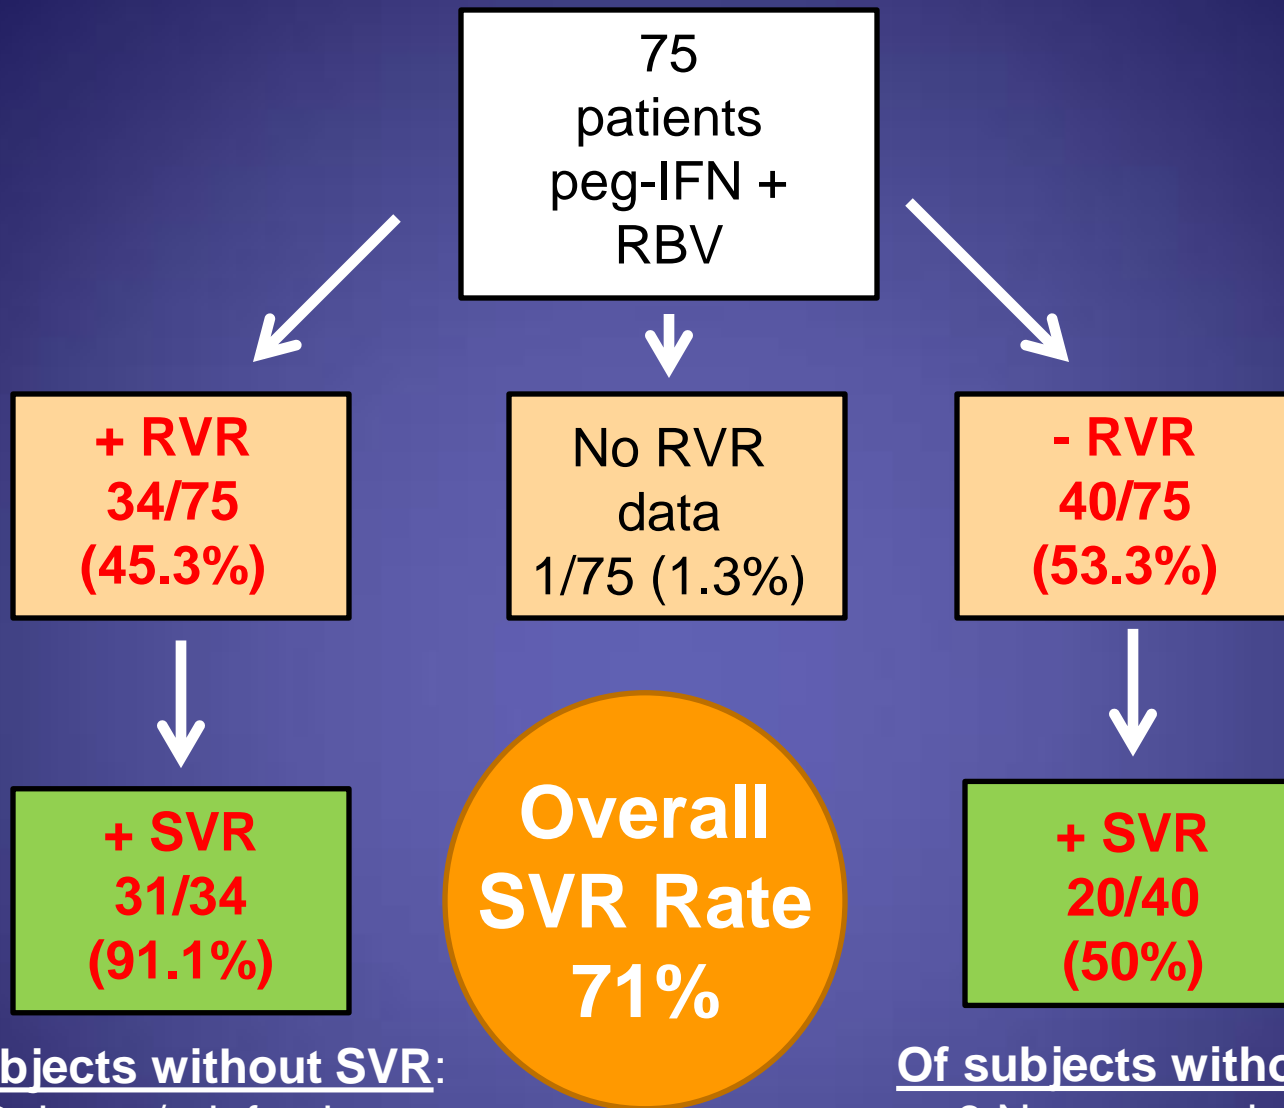 75
patients
peg-IFN +
RBV
+ RVR
34/75
(45.3%)
No RVR
data
1/75 (1.3%)
- RVR
40/75
(53.3%)
+ SVR
31/34
(91.1%)
Overall
SVR Rate
71%
+ SVR
20/40
(50%)
without SVR:
Of subjects